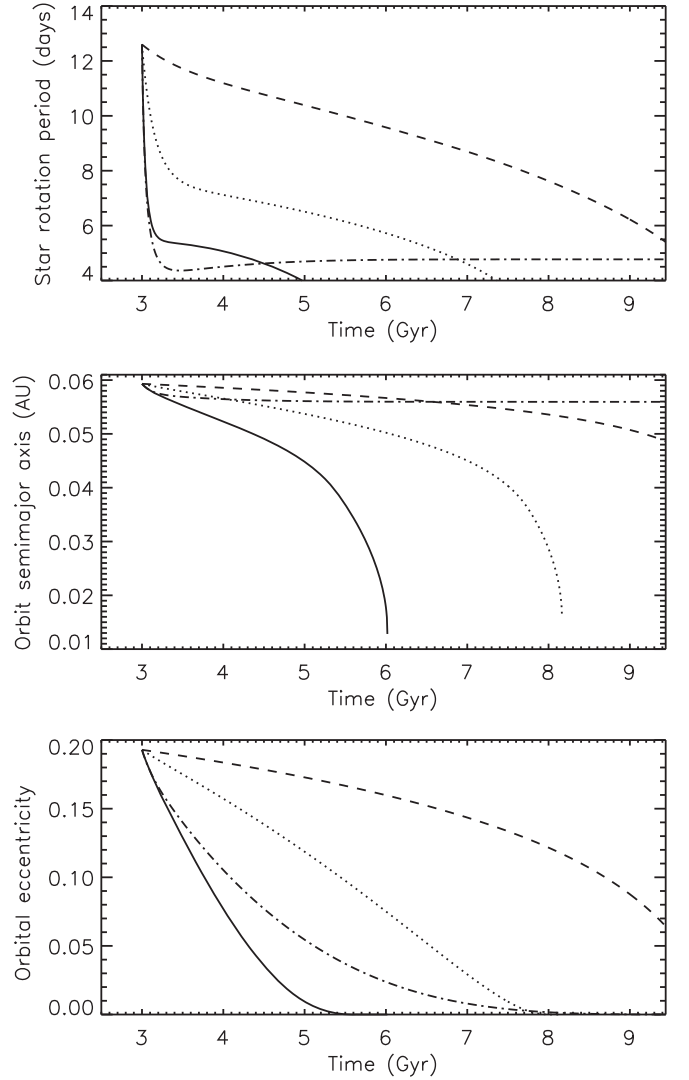 Star rotation period (days)
14
12
10
8
6
4
3 4 5 6 7 8 9
Time (Gyr)
Orbit semimajor axis (AU)
0.06
0.05
0.04
0.03
0.02
0.01
3 4 5 6 7 8 9
Time (Gyr)
Orbital eccentricity
0.20
0.15
0.10
0.05
0.00
3 4 5 6 7 8 9
Time (Gyr)